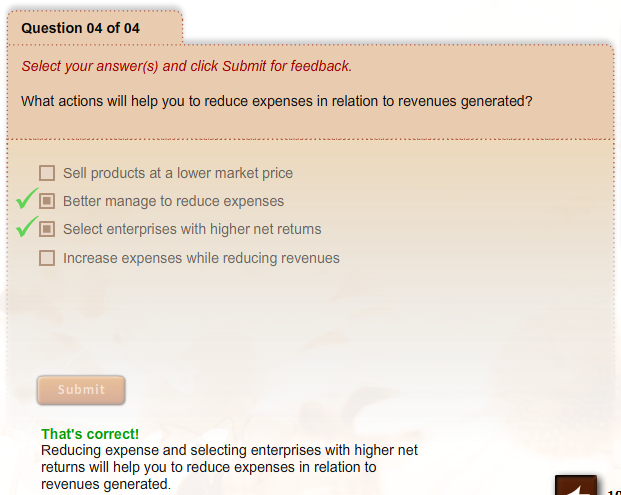 Question 04 of 04
Select your answer(s) and click Submit for feedback.
What actions will help you to reduce expenses in relation to revenues generated?
Sell products at a lower market price
Better manage to reduce expenses
Select enterprises with higher net returns
Increase expenses while reducing revenues
Submit
That's correct!
Reducing expense and selecting enterprises with higher net
returns will help you to reduce expenses in relation to
revenues generated.